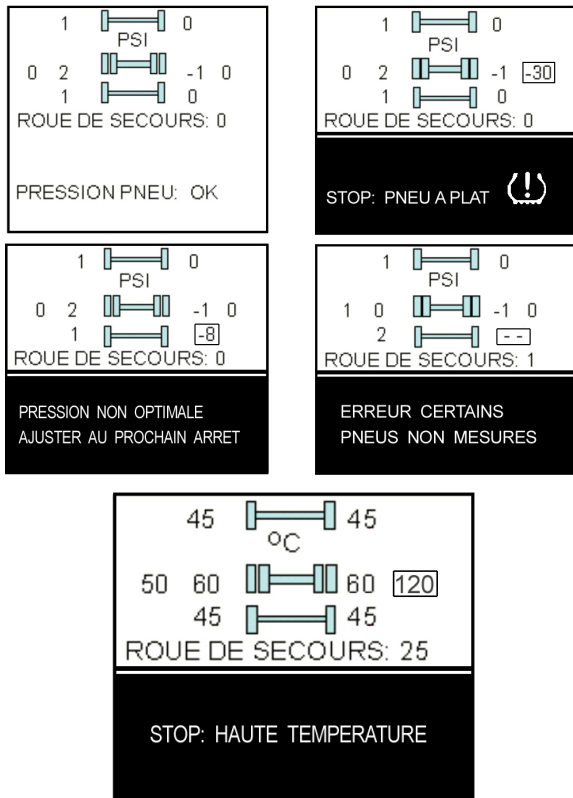 1 0
PSI
0 2 -1 0
1 0
ROUE DE SECOURS: 0
PRESSION PNEU: OK
1 0
PSI
0 2 -1 -30
1 0
ROUE DE SECOURS: 0
STOP: PNEU A PLAT (!)
1 0
PSI
0 2 -1 0
1 -8
ROUE DE SECOURS: 0
PRESSION NON OPTIMALE
AJUSTER AU PROCHAIN ARRET
1 0
PSI
1 0 -1 0
2 - -
ROUE DE SECOURS: 1
ERREUR CERTAINS
PNEUS NON MESURES
45 45
ºC
50 60 60 120
45 45
ROUE DE SECOURS: 25
STOP: HAUTE TEMPERATURE